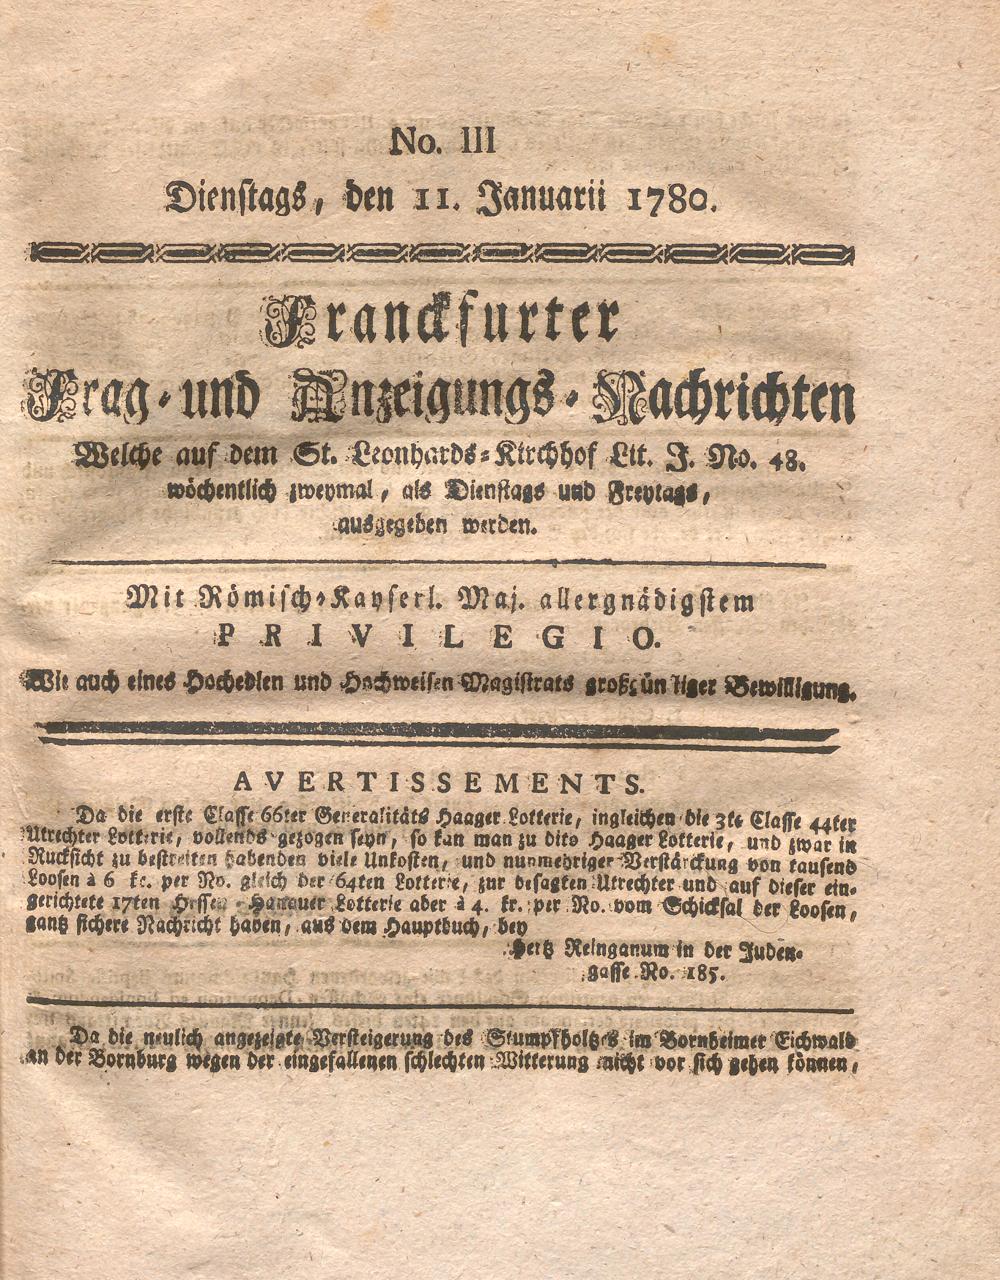 No. III
Dienstags, den 11. Januarii 1780.
Franckfurter
Frag-und Anzeigungs-Nachrichten
Welche auf dem St. Leonhards-Kirchhof Lit. J. No. 48.
wöchentlich zweymal, als Dienstags und Freytags,
ausgegeben werden.
Mit Römisch-Kayserl. Maj. allergnädigstem
PRIVILEGIO.
Wie auch eines Hochedlen und Hochweisen Magistrats großgünstiger Bewilligung.
AVERTISSEMENTS.
Da die erste Classe 66ter Generalitäts Haager Lotterie, ingleichen die 3te Classe 44ter
Utrechter Lotterie, vollends gezogen seyn, so kan man zu dito Haager Lotterie, und zwar in
Rucksicht zu bestreiten habenden viele Unkosten, und nunmehriger Verstärckung von tausend
Loosen à 6 kr. per No. gleich der 64ten Lotterie, zur besagten Utrechter und auf dieser ein-
gerichtete 17ten Hessen-Hanauer Lotterie aber à 4. kr. per No. vom Schicksal der Loosen,
gantz sichere Nachricht haben, aus dem Hauptbuch, bey
Hertz Reinganum in der Juden-
gasse No. 185.
Da die neulich angezeigte Versteigerung des Stumpfholtzes im Bornheimer Eichwald
an der Bornburg wegen der eingefallenen schlechten Witterung nicht vor sich gehen können,